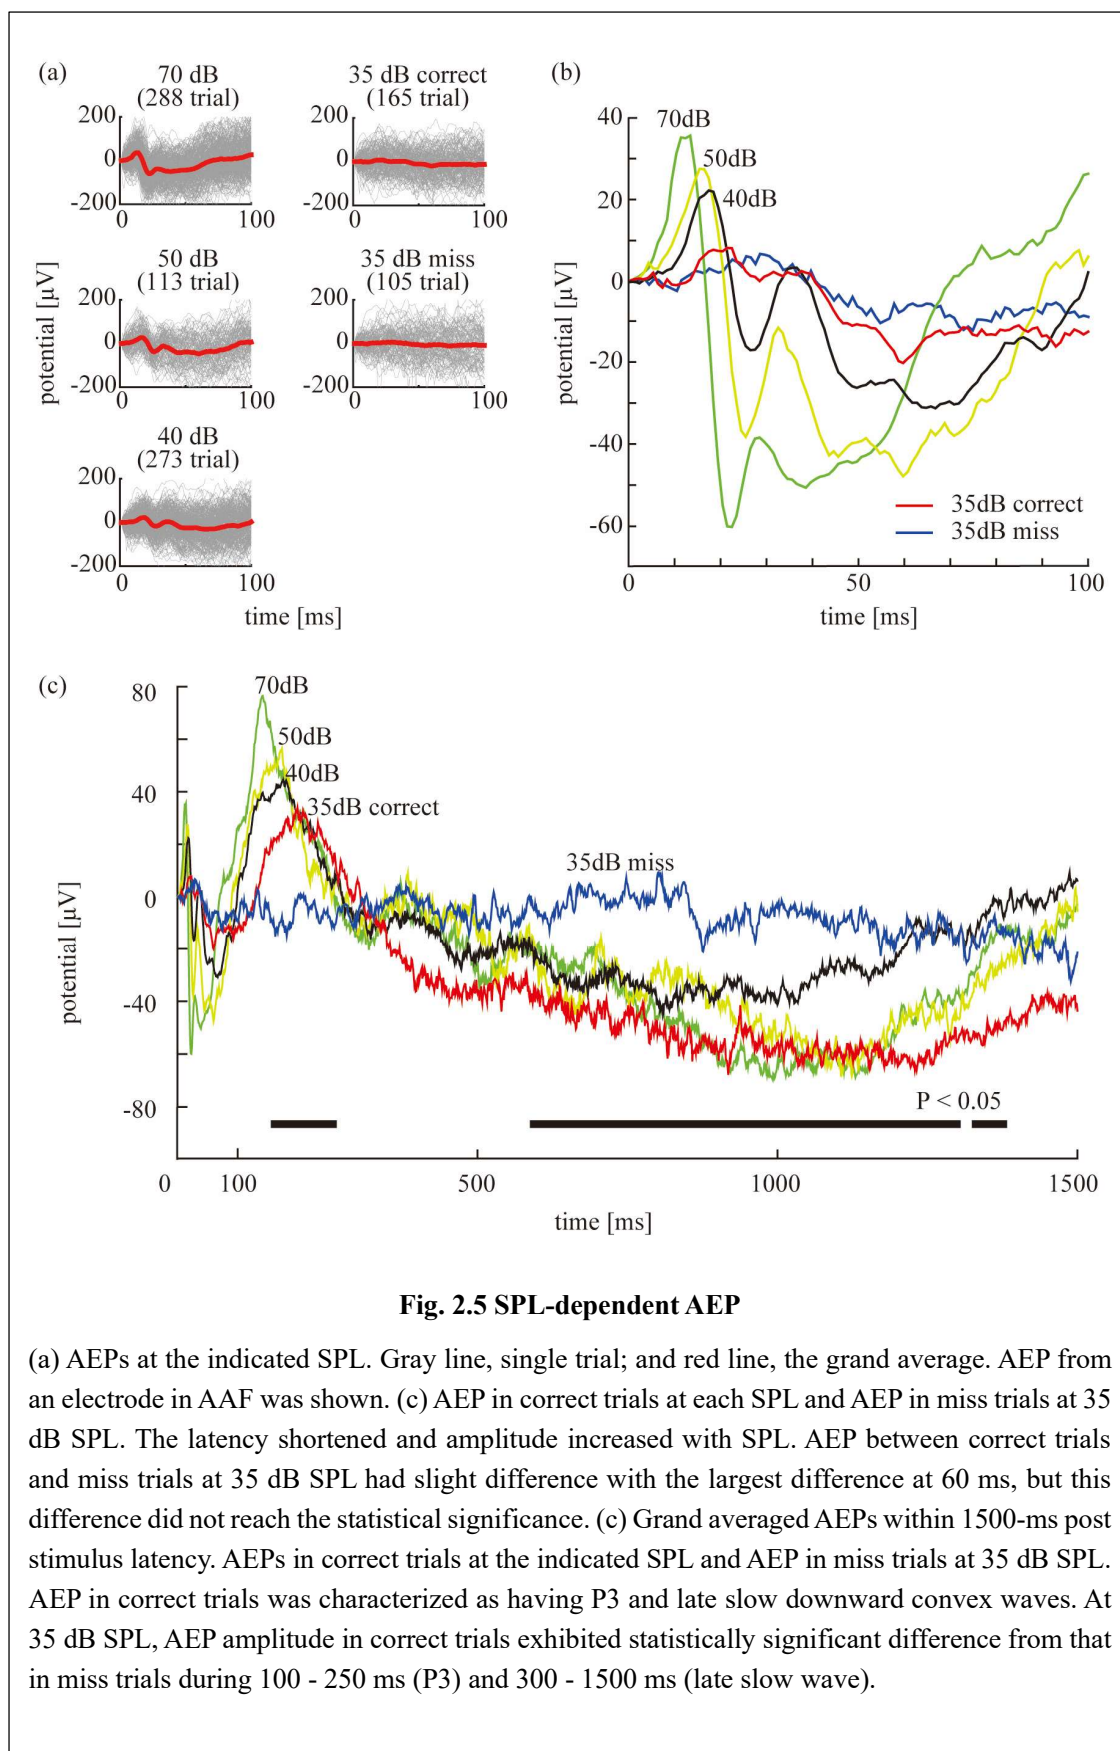 (a)
70 dB
(288 trial)
200
0
-200
0
100
35 dB correct
(165 trial)
200
0
-200
0
100
50 dB
(113 trial)
200
0
-200
0
100
35 dB miss
(105 trial)
200
0
-200
0
100
40 dB
(273 trial)
200
0
-200
0
100
potential [µV]
time [ms]
(b)
40
20
0
-20
-40
-60
potential [µV]
70dB
50dB
40dB
35dB correct
35dB miss
0
50
100
time [ms]
(c)
80
40
0
-40
-80
potential [µV]
70dB
50dB
40dB
35dB correct
35dB miss
P < 0.05
0
100
500
1000
1500
time [ms]
Fig. 2.5 SPL-dependent AEP
(a) AEPs at the indicated SPL. Gray line, single trial; and red line, the grand average. AEP from
an electrode in AAF was shown. (c) AEP in correct trials at each SPL and AEP in miss trials at 35
dB SPL. The latency shortened and amplitude increased with SPL. AEP between correct trials
and miss trials at 35 dB SPL had slight difference with the largest difference at 60 ms, but this
difference did not reach the statistical significance. (c) Grand averaged AEPs within 1500-ms post
stimulus latency. AEPs in correct trials at the indicated SPL and AEP in miss trials at 35 dB SPL.
AEP in correct trials was characterized as having P3 and late slow downward convex waves. At
35 dB SPL, AEP amplitude in correct trials exhibited statistically significant difference from that
in miss trials during 100 - 250 ms (P3) and 300 - 1500 ms (late slow wave).